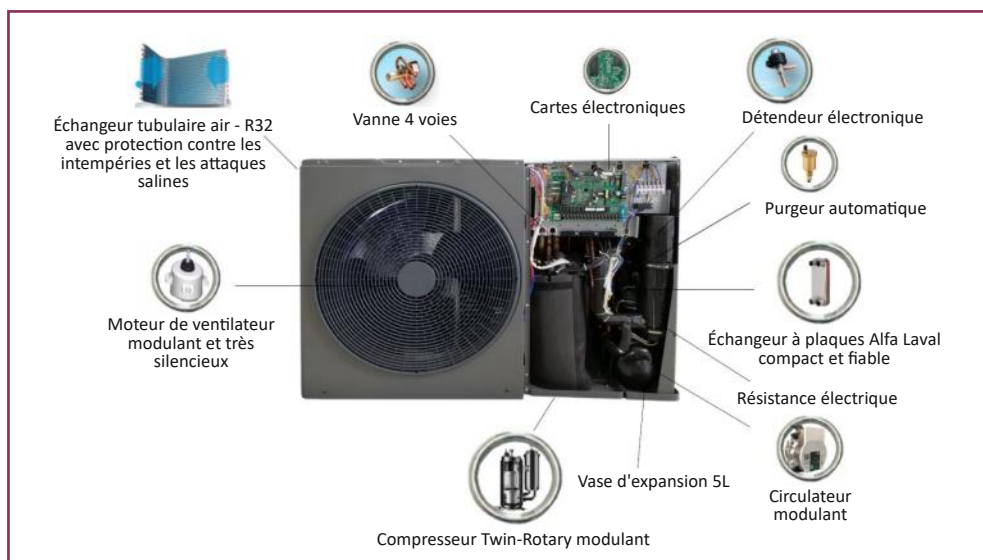 Échangeur tubulaire air - R32
avec protection contre les
intempéries et les attaques
salines
Vanne 4 voies
Cartes électroniques
Détendeur électronique
Purgeur automatique
Moteur de ventilateur
modulant et très
silencieux
Échangeur à plaques Alfa Laval
compact et fiable
Résistance électrique
Circulateur
modulant
Vase d'expansion 5L
Compresseur Twin-Rotary modulant